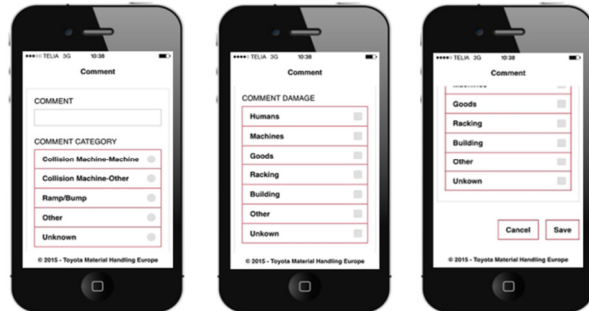 TELIA 3G 10:38
Comment
COMMENT
COMMENT CATEGORY
Collision Machine-Machine
Collision Machine-Other
Ramp/Bump
Other
Unknown
© 2015 - Toyota Material Handling Europe
TELIA 3G 10:38
Comment
COMMENT DAMAGE
Humans
Machines
Goods
Racking
Building
Other
Unkown
© 2015 - Toyota Material Handling Europe
TELIA 3G 10:38
Comment
Machines
Goods
Racking
Building
Other
Unkown
Cancel Save
© 2015 - Toyota Material Handling Europe